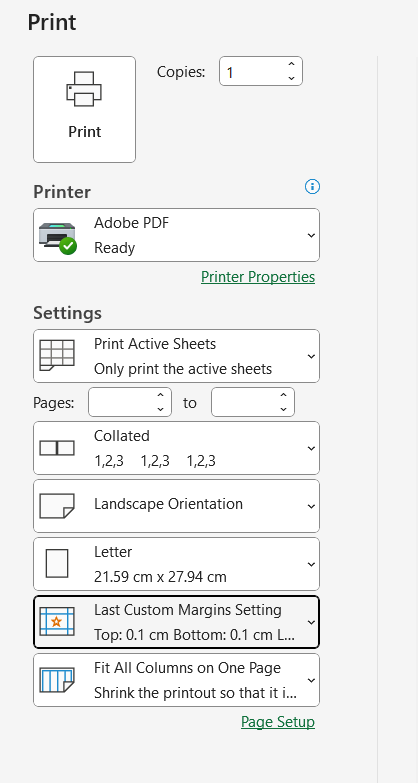 Print
Copies: 1
Print
Printer
Adobe PDF
Ready
Printer Properties
Settings
Print Active Sheets
Only print the active sheets
Pages: to
Collated
1,2,3 1,2,3 1,2,3
Landscape Orientation
Letter
21.59 cm x 27.94 cm
Last Custom Margins Setting
Top: 0.1 cm Bottom: 0.1 cm L...
Fit All Columns on One Page
Shrink the printout so that it i...
Page Setup